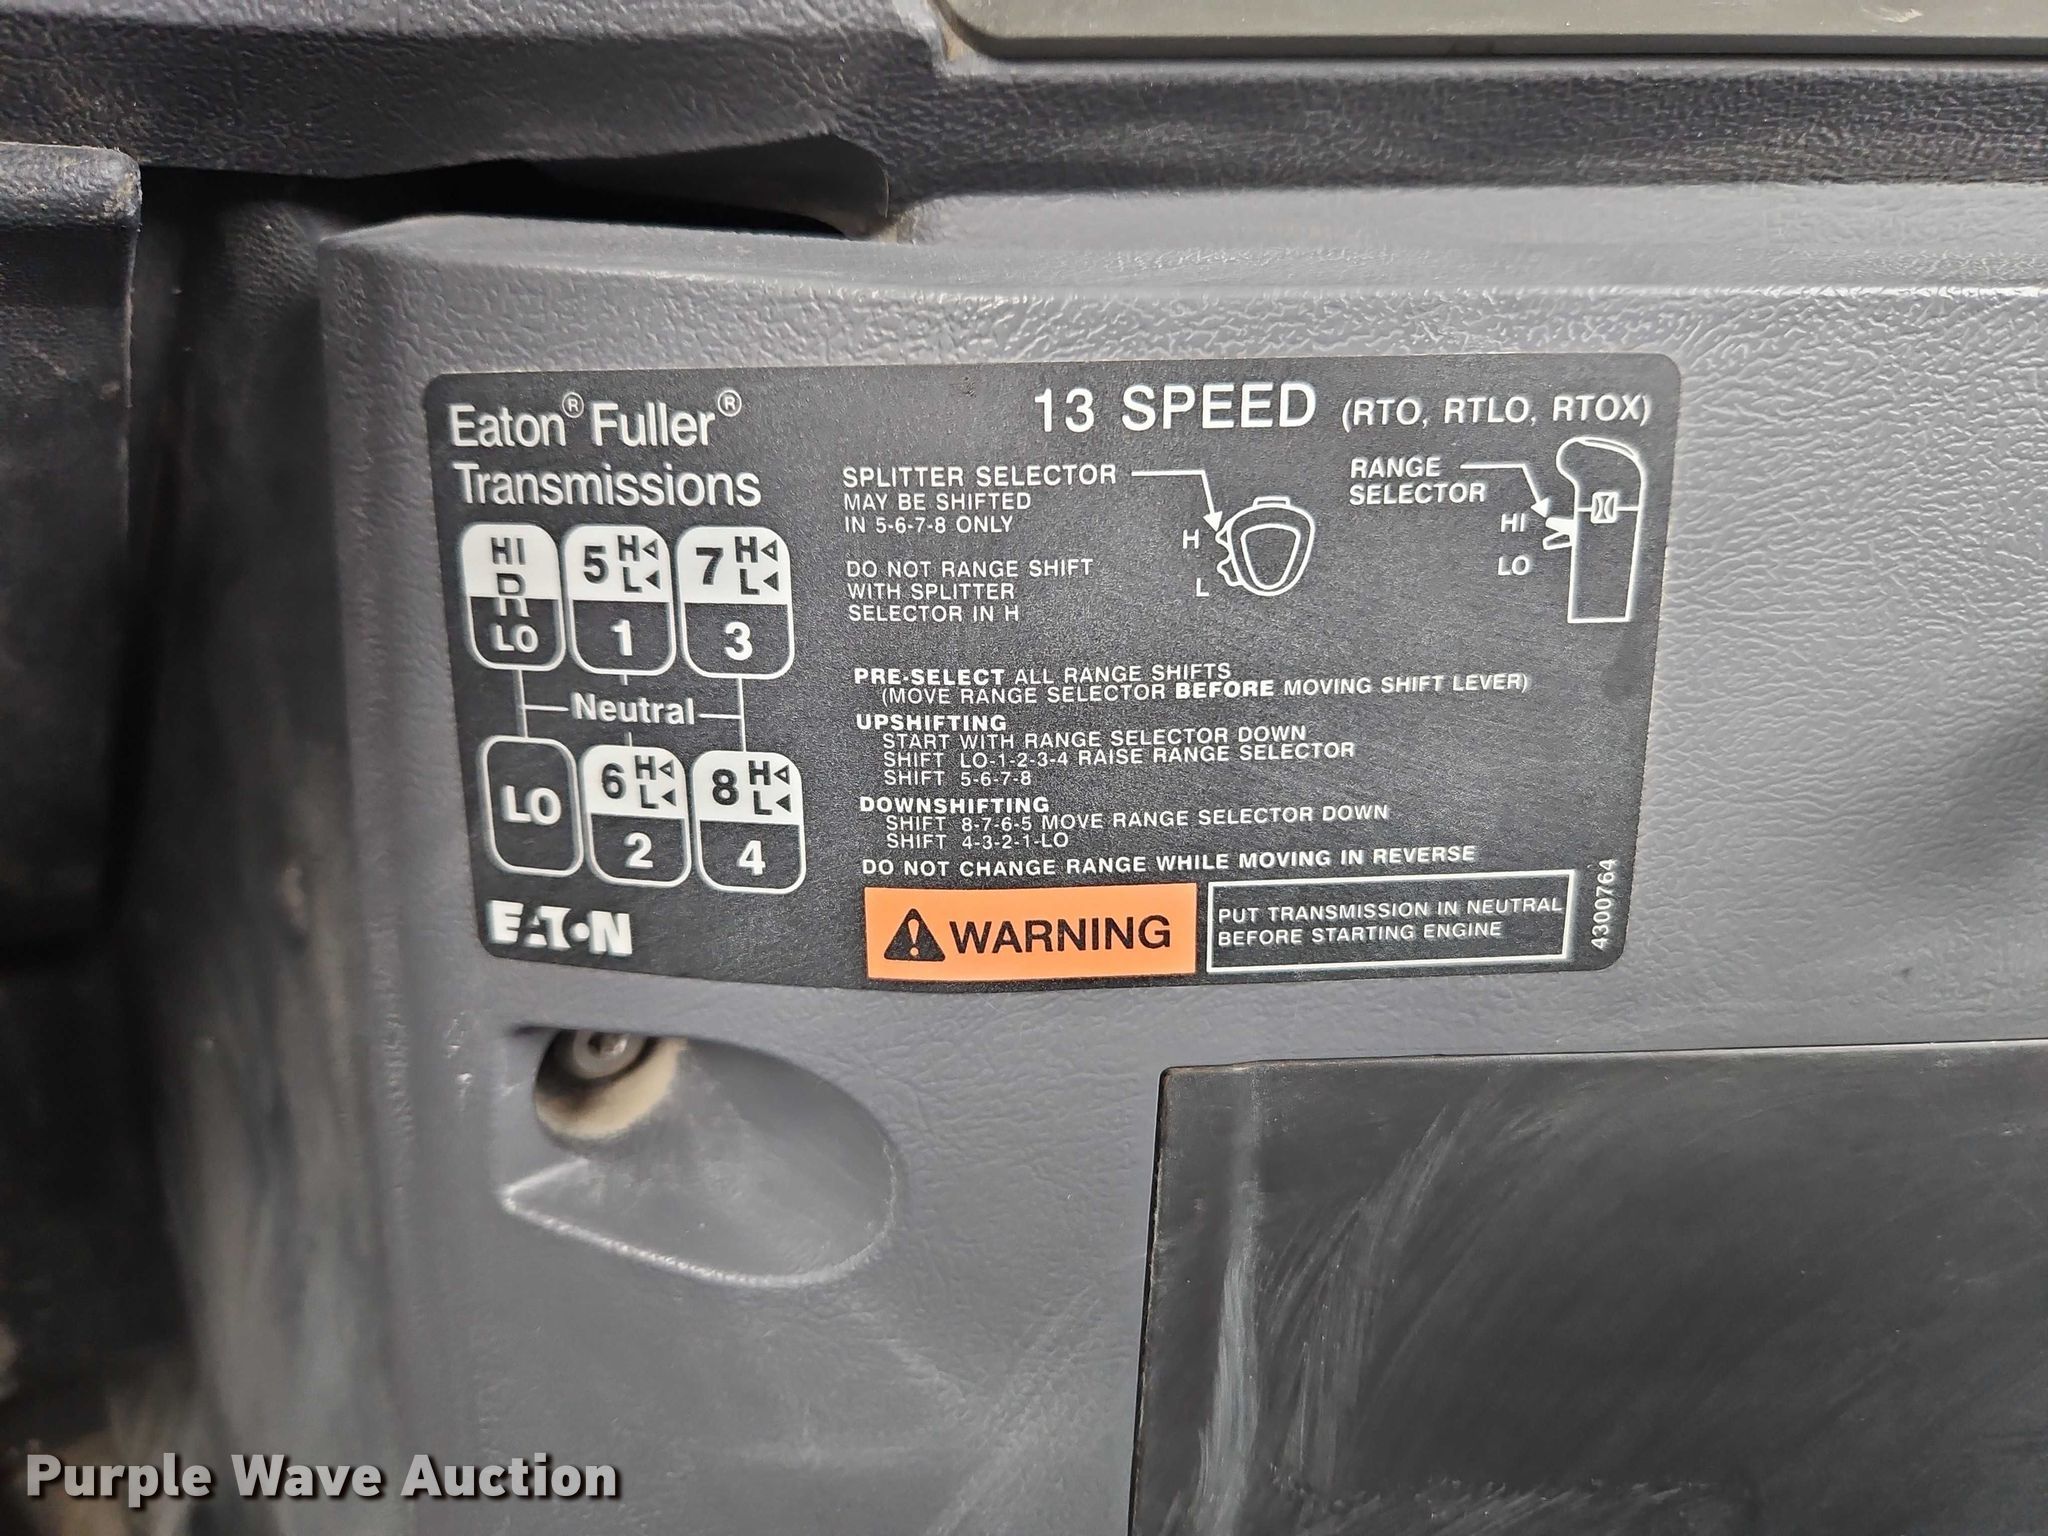 Eaton® Fuller®
Transmissions
13 SPEED (RTO, RTLO, RTOX)
SPLITTER SELECTOR
MAY BE SHIFTED
IN 5-6-7-8 ONLY
DO NOT RANGE SHIFT
WITH SPLITTER
SELECTOR IN H
H
L
RANGE
SELECTOR
HI
LO
HI
R
LO
5 H
L
1
7 H
L
3
Neutral
LO
6 H
L
2
8 H
L
4
PRE-SELECT ALL RANGE SHIFTS
(MOVE RANGE SELECTOR BEFORE MOVING SHIFT LEVER)
UPSHIFTING
START WITH RANGE SELECTOR DOWN
SHIFT LO-1-2-3-4 RAISE RANGE SELECTOR
SHIFT 5-6-7-8
DOWNSHIFTING
SHIFT 8-7-6-5 MOVE RANGE SELECTOR DOWN
SHIFT 4-3-2-1-LO
DO NOT CHANGE RANGE WHILE MOVING IN REVERSE
EATON
WARNING
PUT TRANSMISSION IN NEUTRAL
BEFORE STARTING ENGINE
4300764
Purple Wave Auction